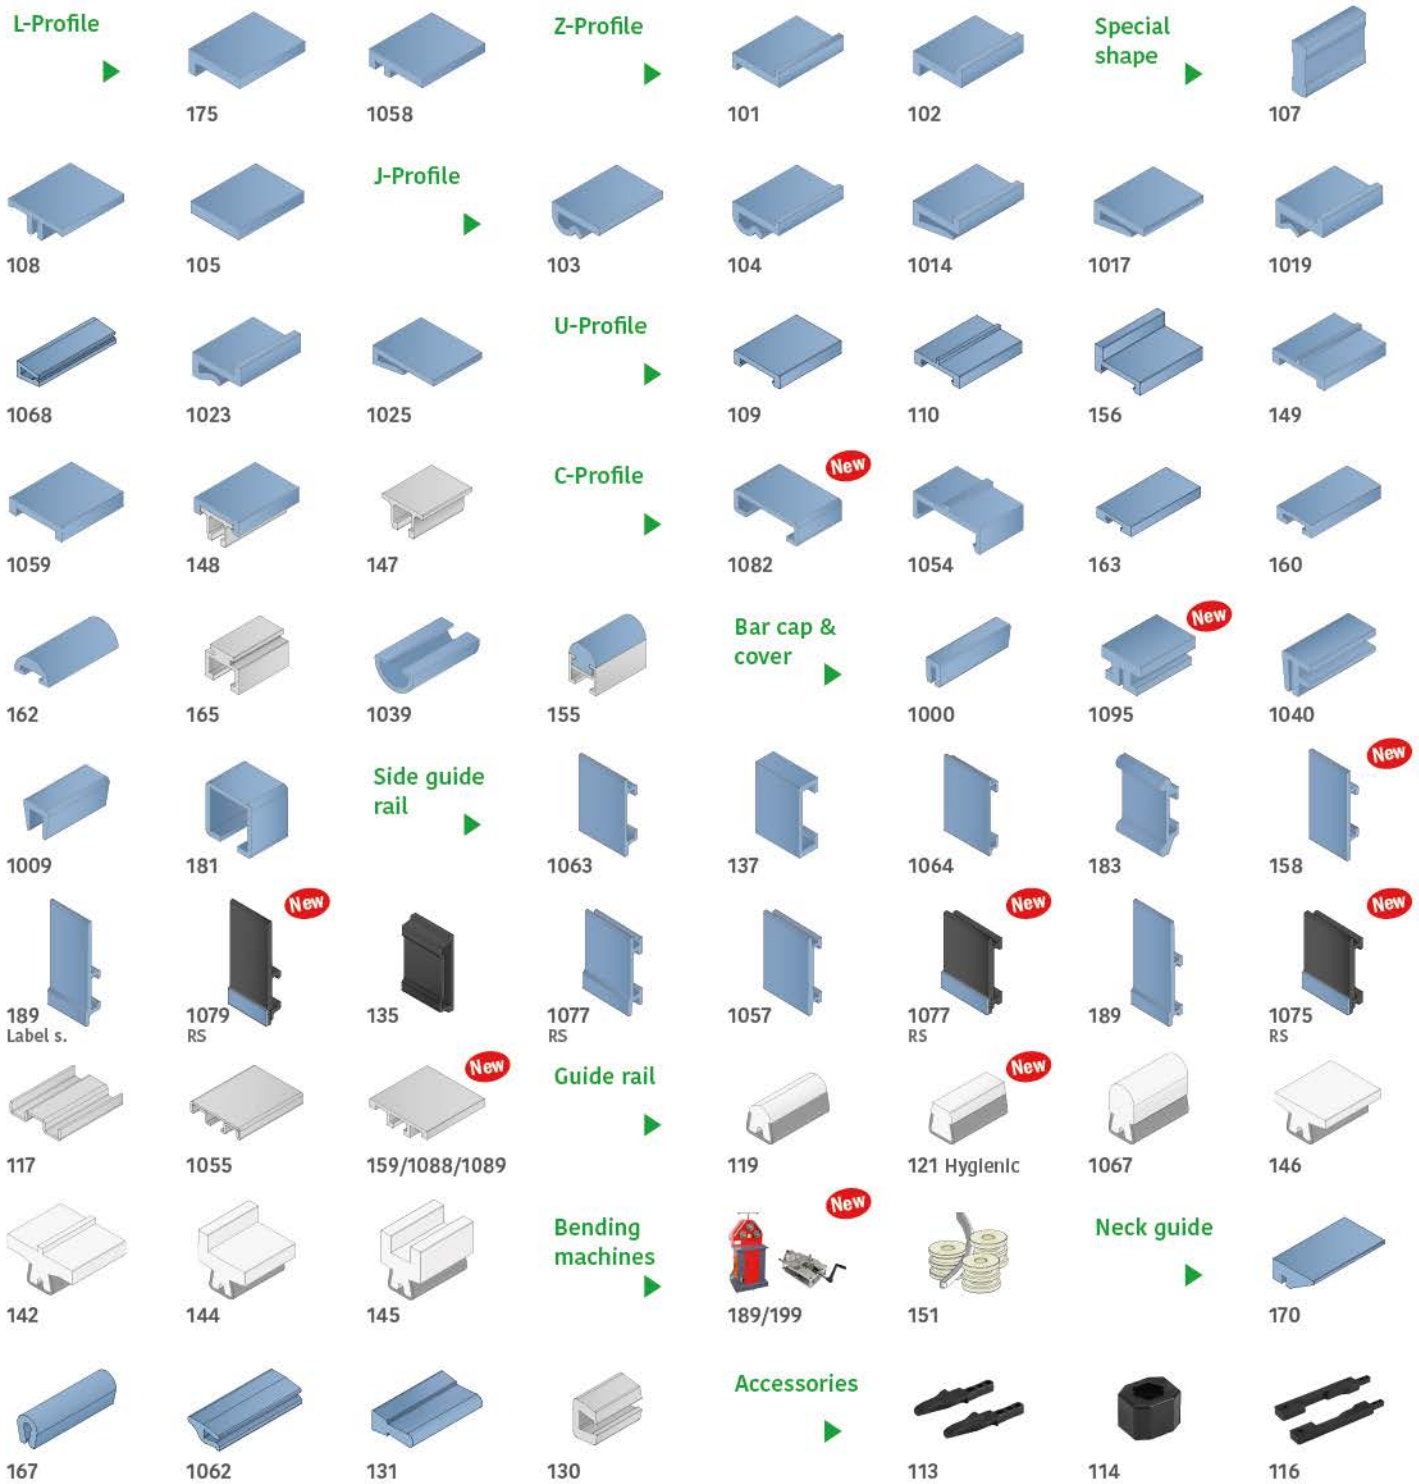 L-Profile
175
1058
Z-Profile
101
102
Special
shape
107
108
105
J-Profile
103
104
1014
1017
1019
1068
1023
1025
U-Profile
109
110
156
149
1059
148
147
C-Profile
New
1082
1054
163
160
162
165
1039
155
Bar cap &
cover
1000
New
1095
1040
1009
181
Side guide
rail
1063
137
1064
183
New
158
189
Label s.
New
1079
RS
135
1077
RS
1057
New
1077
RS
189
New
1075
RS
117
1055
New
159/1088/1089
Guide rail
119
New
121 Hygienic
1067
146
142
144
145
Bending
machines
New
189/199
151
Neck guide
170
167
1062
131
130
Accessories
113
114
116